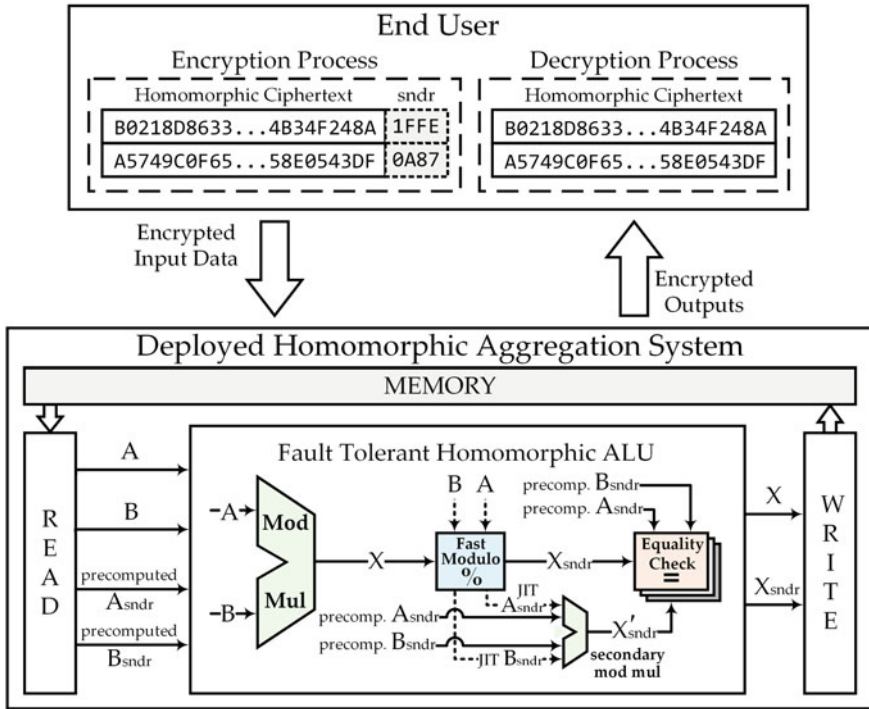 End User
Encryption Process
Decryption Process
Homomorphic Ciphertext
sndr
Homomorphic Ciphertext
B0218D8633...4B34F248A
1FFE
B0218D8633...4B34F248A
A5749C0F65...58E0543DF
0A87
A5749C0F65...58E0543DF
Encrypted
Input Data
Encrypted
Outputs
Deployed Homomorphic Aggregation System
MEMORY
READ
A
B
precomputed
Asndr
precomputed
Bsndr
Fault Tolerant Homomorphic ALU
A
B
Mod
Mul
X
B
A
Fast
Modulo
%
Xsndr
precomp. Bsndr
precomp. Asndr
Equality
Check
=
JIT
Asndr
precomp. Asndr
precomp. Bsndr
JIT Bsndr
X'sndr
secondary
mod mul
X
Xsndr
WRITE